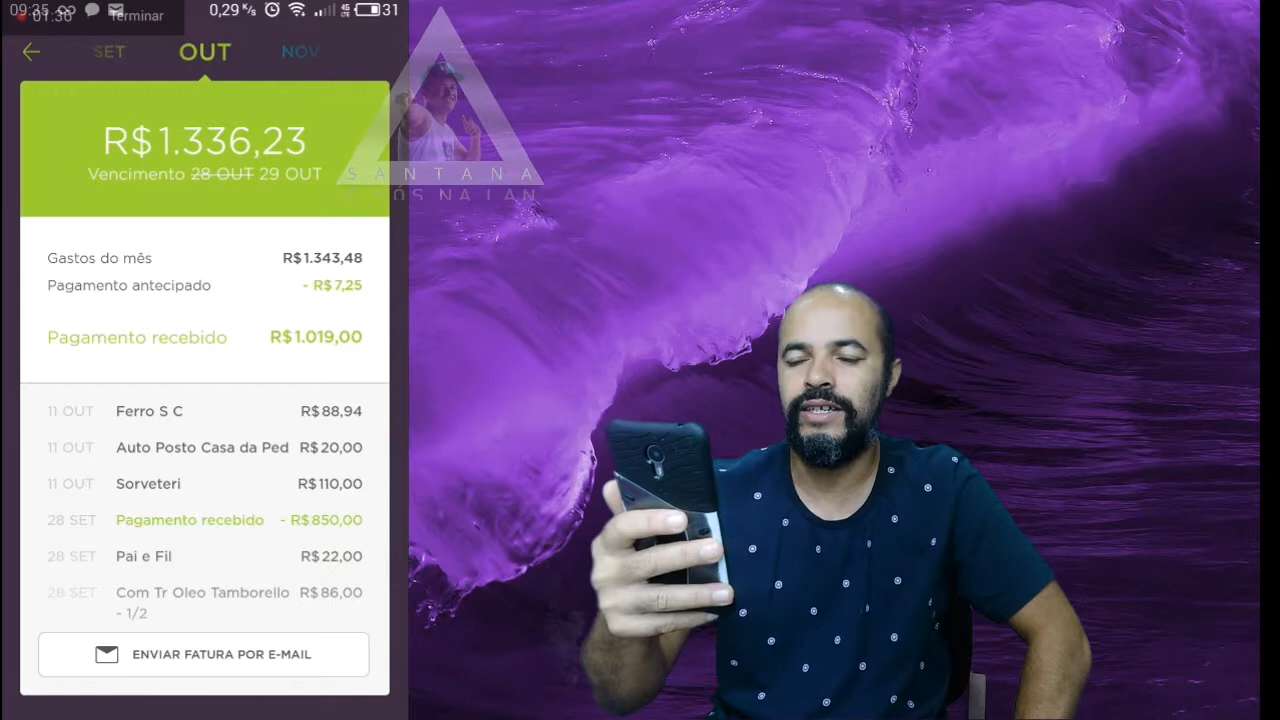 09:35
01:36 Terminar
0,29 K/s
4G LTE
31
SET
OUT
NOV
R$1.336,23
Vencimento 28 OUT 29 OUT
Gastos do mês R$1.343,48
Pagamento antecipado - R$7,25
Pagamento recebido R$1.019,00
11 OUT Ferro S C R$88,94
11 OUT Auto Posto Casa da Ped R$20,00
11 OUT Sorveteri R$110,00
28 SET Pagamento recebido - R$850,00
28 SET Pai e Fil R$22,00
28 SET Com Tr Oleo Tamborello R$86,00
- 1/2
ENVIAR FATURA POR E-MAIL
SANTANA